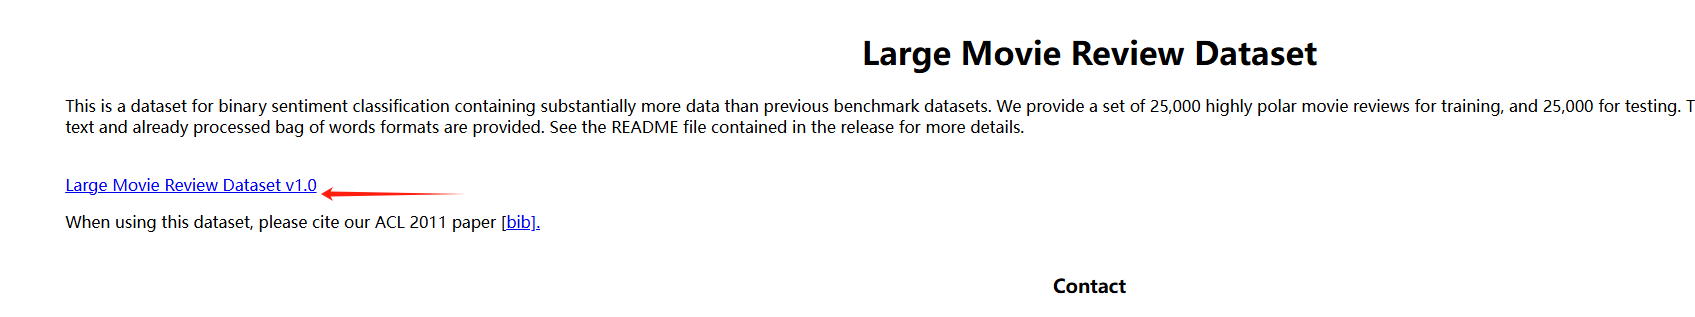 Large Movie Review Dataset
This is a dataset for binary sentiment classification containing substantially more data than previous benchmark datasets. We provide a set of 25,000 highly polar movie reviews for training, and 25,000 for testing. T
text and already processed bag of words formats are provided. See the README file contained in the release for more details.
Large Movie Review Dataset v1.0
When using this dataset, please cite our ACL 2011 paper [bib].
Contact